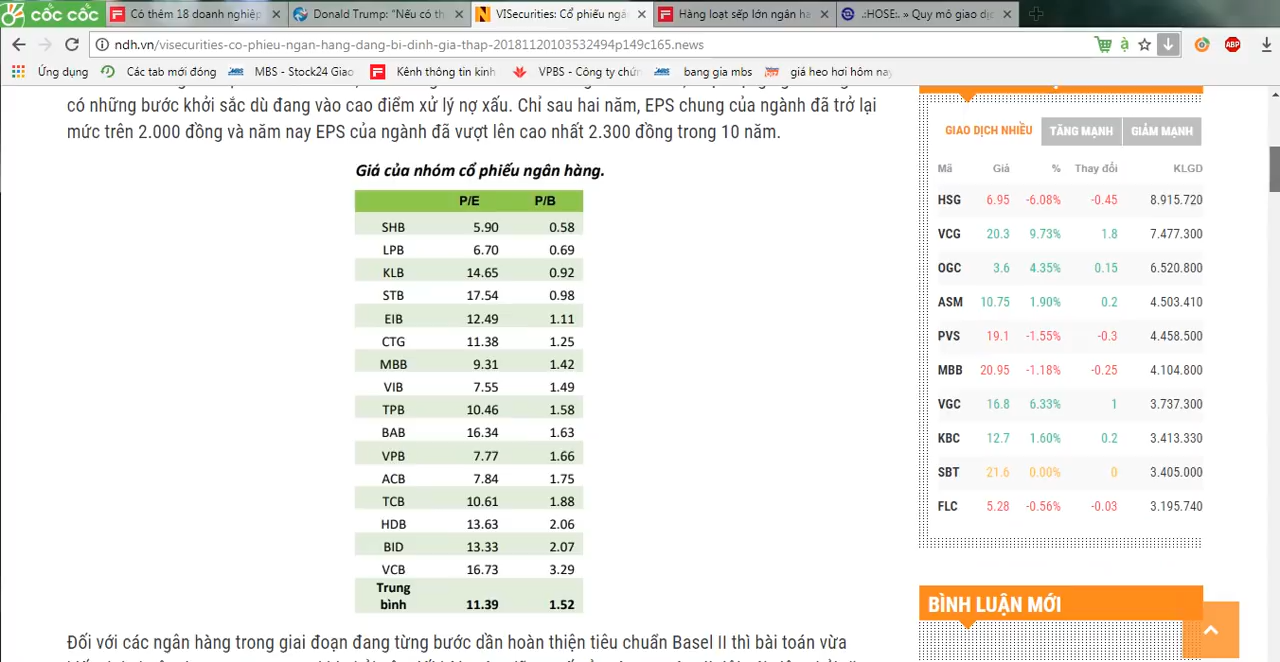 cốc cốc
Có thêm 18 doanh nghiệp
Donald Trump: "Nếu có th
VISecurities: Cổ phiếu ngâ
Hàng loạt sếp lớn ngân hà
.:HOSE:. » Quy mô giao dị
ndh.vn/visecurities-co-phieu-ngan-hang-dang-bi-dinh-gia-thap-20181120103532494p149c165.news
Ứng dụng
Các tab mới đóng
MBS - Stock24 Giao
Kênh thông tin kinh
VPBS - Công ty chứn
bang gia mbs
giá heo hơi hôm nay
có những bước khởi sắc dù đang vào cao điểm xử lý nợ xấu. Chỉ sau hai năm, EPS chung của ngành đã trở lại
mức trên 2.000 đồng và năm nay EPS của ngành đã vượt lên cao nhất 2.300 đồng trong 10 năm.
Giá của nhóm cổ phiếu ngân hàng.
P/E P/B
SHB 5.90 0.58
LPB 6.70 0.69
KLB 14.65 0.92
STB 17.54 0.98
EIB 12.49 1.11
CTG 11.38 1.25
MBB 9.31 1.42
VIB 7.55 1.49
TPB 10.46 1.58
BAB 16.34 1.63
VPB 7.77 1.66
ACB 7.84 1.75
TCB 10.61 1.88
HDB 13.63 2.06
BID 13.33 2.07
VCB 16.73 3.29
Trung
bình 11.39 1.52
Đối với các ngân hàng trong giai đoạn đang từng bước dần hoàn thiện tiêu chuẩn Basel II thì bài toán vừa
GIAO DỊCH NHIỀU TĂNG MẠNH GIẢM MẠNH
Mã Giá % Thay đổi KLGD
HSG 6.95 -6.08% -0.45 8.915.720
VCG 20.3 9.73% 1.8 7.477.300
OGC 3.6 4.35% 0.15 6.520.800
ASM 10.75 1.90% 0.2 4.503.410
PVS 19.1 -1.55% -0.3 4.458.500
MBB 20.95 -1.18% -0.25 4.104.800
VGC 16.8 6.33% 1 3.737.300
KBC 12.7 1.60% 0.2 3.413.330
SBT 21.6 0.00% 0 3.405.000
FLC 5.28 -0.56% -0.03 3.195.740
BÌNH LUẬN MỚI